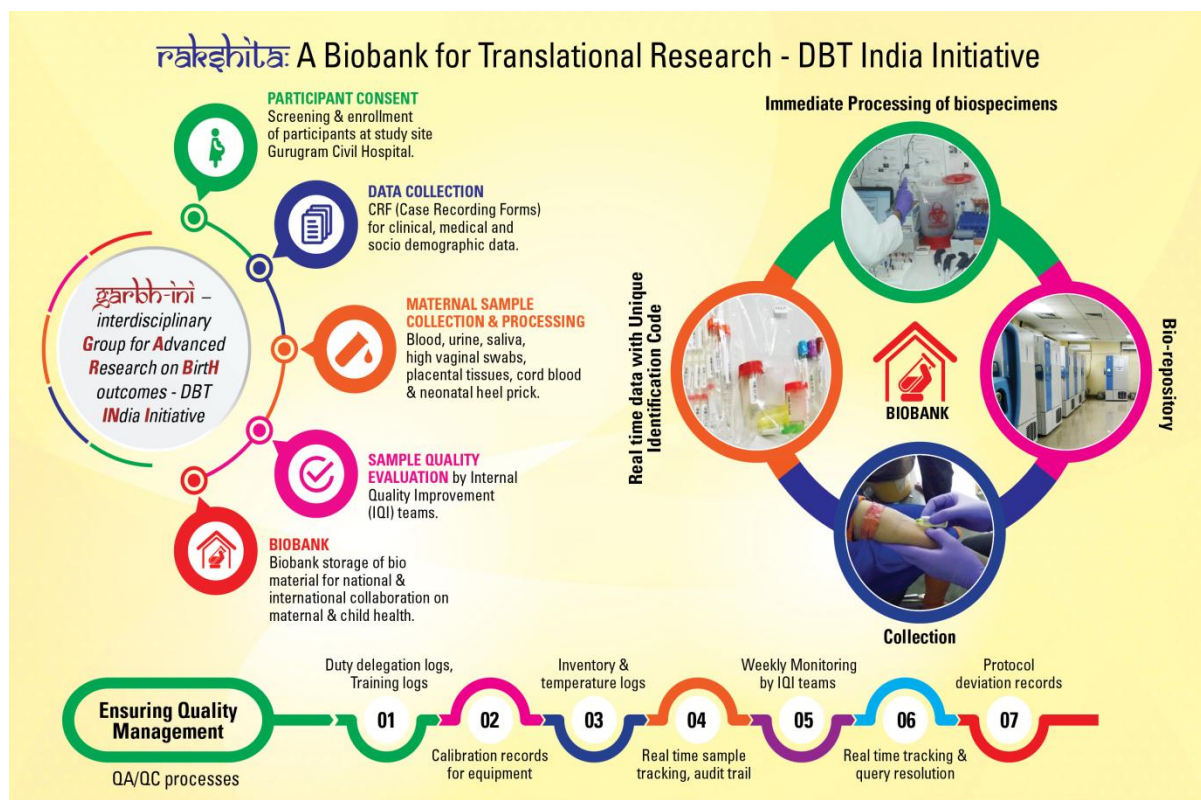 rakshita: A Biobank for Translational Research - DBT India Initiative
PARTICIPANT CONSENT
Screening & enrollment
of participants at study site
Gurugram Civil Hospital.
DATA COLLECTION
CRF (Case Recording Forms)
for clinical, medical and
socio demographic data.
garbh-ini –
interdisciplinary
Group for Advanced
Research on BirtH
outcomes - DBT
INdia Initiative
MATERNAL SAMPLE
COLLECTION & PROCESSING
Blood, urine, saliva,
high vaginal swabs,
placental tissues, cord blood
& neonatal heel prick.
SAMPLE QUALITY
EVALUATION by Internal
Quality Improvement
(IQI) teams.
BIOBANK
Biobank storage of bio
material for national &
international collaboration on
maternal & child health.
Immediate Processing of biospecimens
Real time data with Unique
Identification Code
BIOBANK
Bio-repository
Collection
Ensuring Quality
Management
QA/QC processes
Duty delegation logs,
Training logs
01
02
Calibration records
for equipment
Inventory &
temperature logs
03
04
Real time sample
tracking, audit trail
Weekly Monitoring
by IQI teams
05
06
Real time tracking &
query resolution
Protocol
deviation records
07